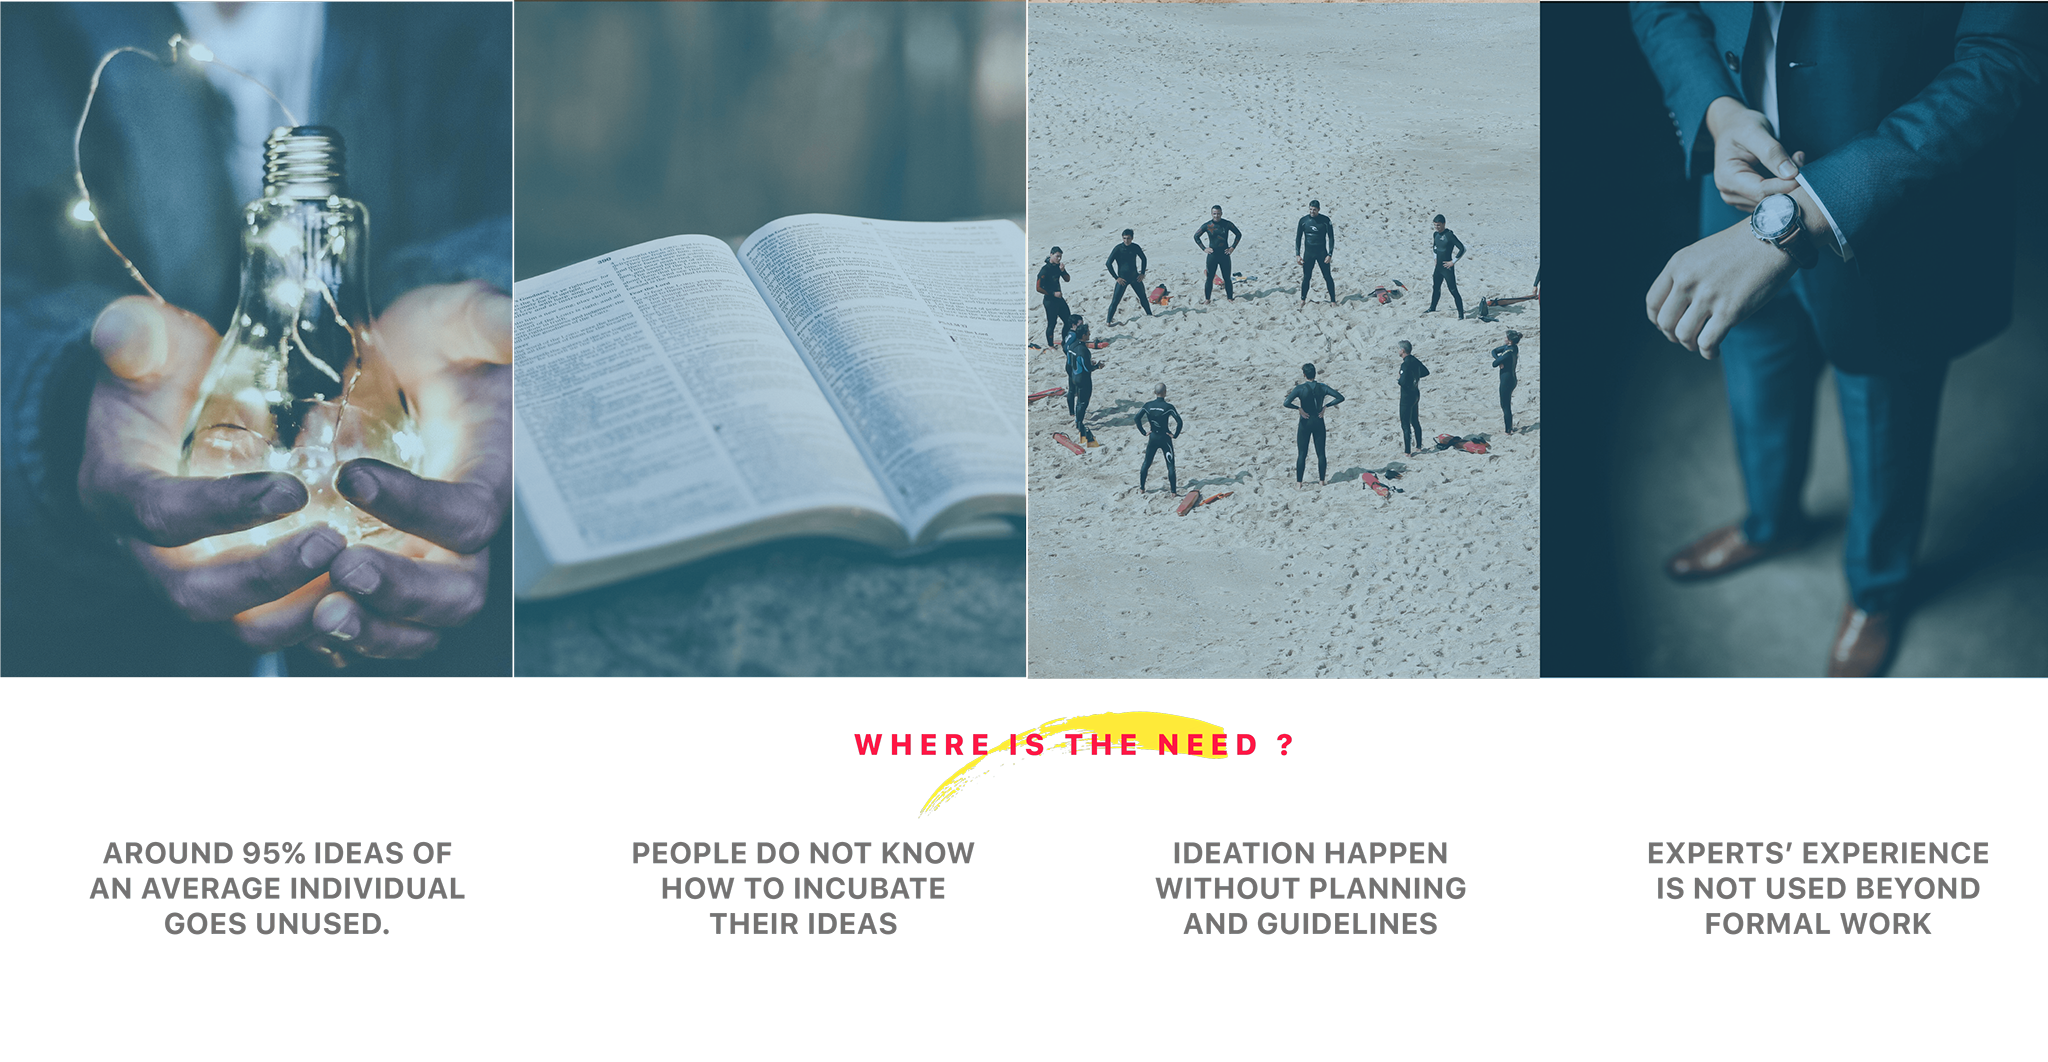 WHERE IS THE NEED ?
AROUND 95% IDEAS OF
AN AVERAGE INDIVIDUAL
GOES UNUSED.
PEOPLE DO NOT KNOW
HOW TO INCUBATE
THEIR IDEAS
IDEATION HAPPEN
WITHOUT PLANNING
AND GUIDELINES
EXPERTS’ EXPERIENCE
IS NOT USED BEYOND
FORMAL WORK